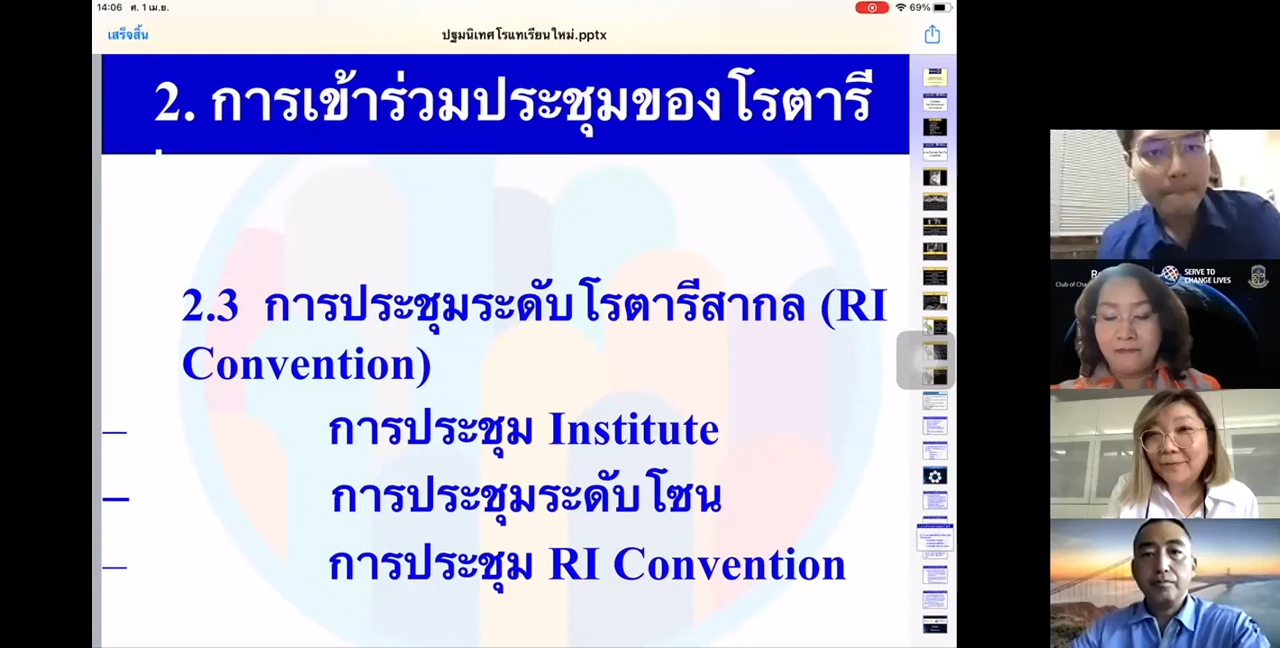 14:06 ศ. 1 เม.ย.
69%
เสร็จสิ้น
ปฐมนิเทศโรแทเรียนใหม่.pptx
2. การเข้าร่วมประชุมของโรตารี
2.3 การประชุมระดับโรตารีสากล (RI
Convention)
การประชุม Institute
การประชุมระดับโซน
การประชุม RI Convention
SERVE TO
CHANGE LIVES
Club of